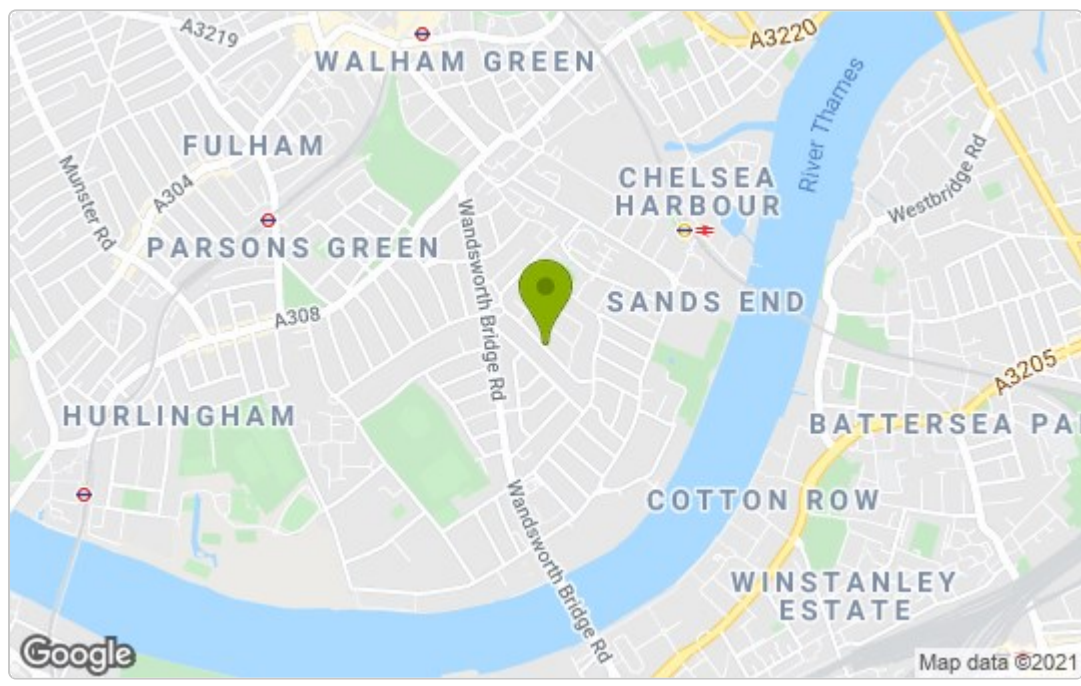 A3219
A3220
WALHAM GREEN
River Thames
FULHAM
Munster Rd
A304
CHELSEA
HARBOUR
Westbridge Rd
PARSONS GREEN
Wandsworth Bridge Rd
SANDS END
A308
A3205
HURLINGHAM
BATTERSEA PA
COTTON ROW
Wandsworth Bridge Rd
WINSTANLEY
ESTATE
Google
Map data ©2021